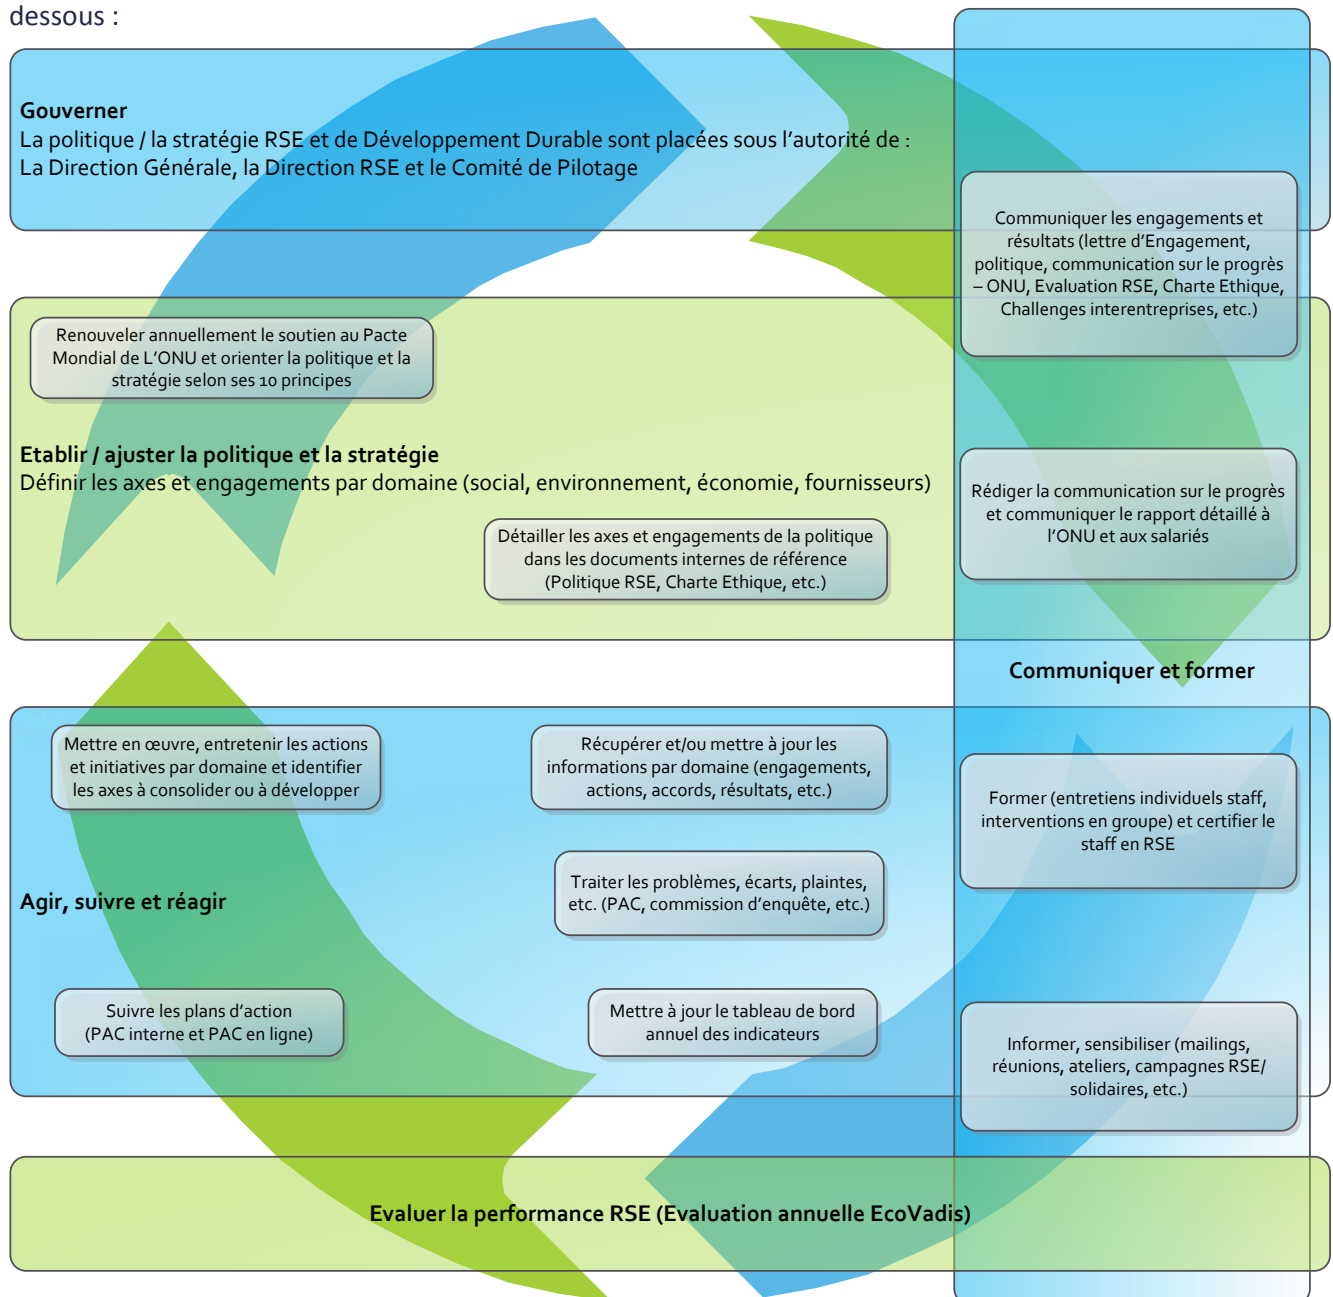 dessous :
Gouverner
La politique / la stratégie RSE et de Développement Durable sont placées sous l'autorité de :
La Direction Générale, la Direction RSE et le Comité de Pilotage
Communiquer les engagements et
résultats (lettre d'Engagement,
politique, communication sur le progrès
– ONU, Evaluation RSE, Charte Ethique,
Challenges interentreprises, etc.)
Renouveler annuellement le soutien au Pacte
Mondial de L'ONU et orienter la politique et la
stratégie selon ses 10 principes
Etablir / ajuster la politique et la stratégie
Définir les axes et engagements par domaine (social, environnement, économie, fournisseurs)
Détailler les axes et engagements de la politique
dans les documents internes de référence
(Politique RSE, Charte Ethique, etc.)
Rédiger la communication sur le progrès
et communiquer le rapport détaillé à
l'ONU et aux salariés
Communiquer et former
Mettre en œuvre, entretenir les actions
et initiatives par domaine et identifier
les axes à consolider ou à développer
Récupérer et/ou mettre à jour les
informations par domaine (engagements,
actions, accords, résultats, etc.)
Former (entretiens individuels staff,
interventions en groupe) et certifier le
staff en RSE
Traiter les problèmes, écarts, plaintes,
etc. (PAC, commission d'enquête, etc.)
Agir, suivre et réagir
Suivre les plans d'action
(PAC interne et PAC en ligne)
Mettre à jour le tableau de bord
annuel des indicateurs
Informer, sensibiliser (mailings,
réunions, ateliers, campagnes RSE/
solidaires, etc.)
Evaluer la performance RSE (Evaluation annuelle EcoVadis)